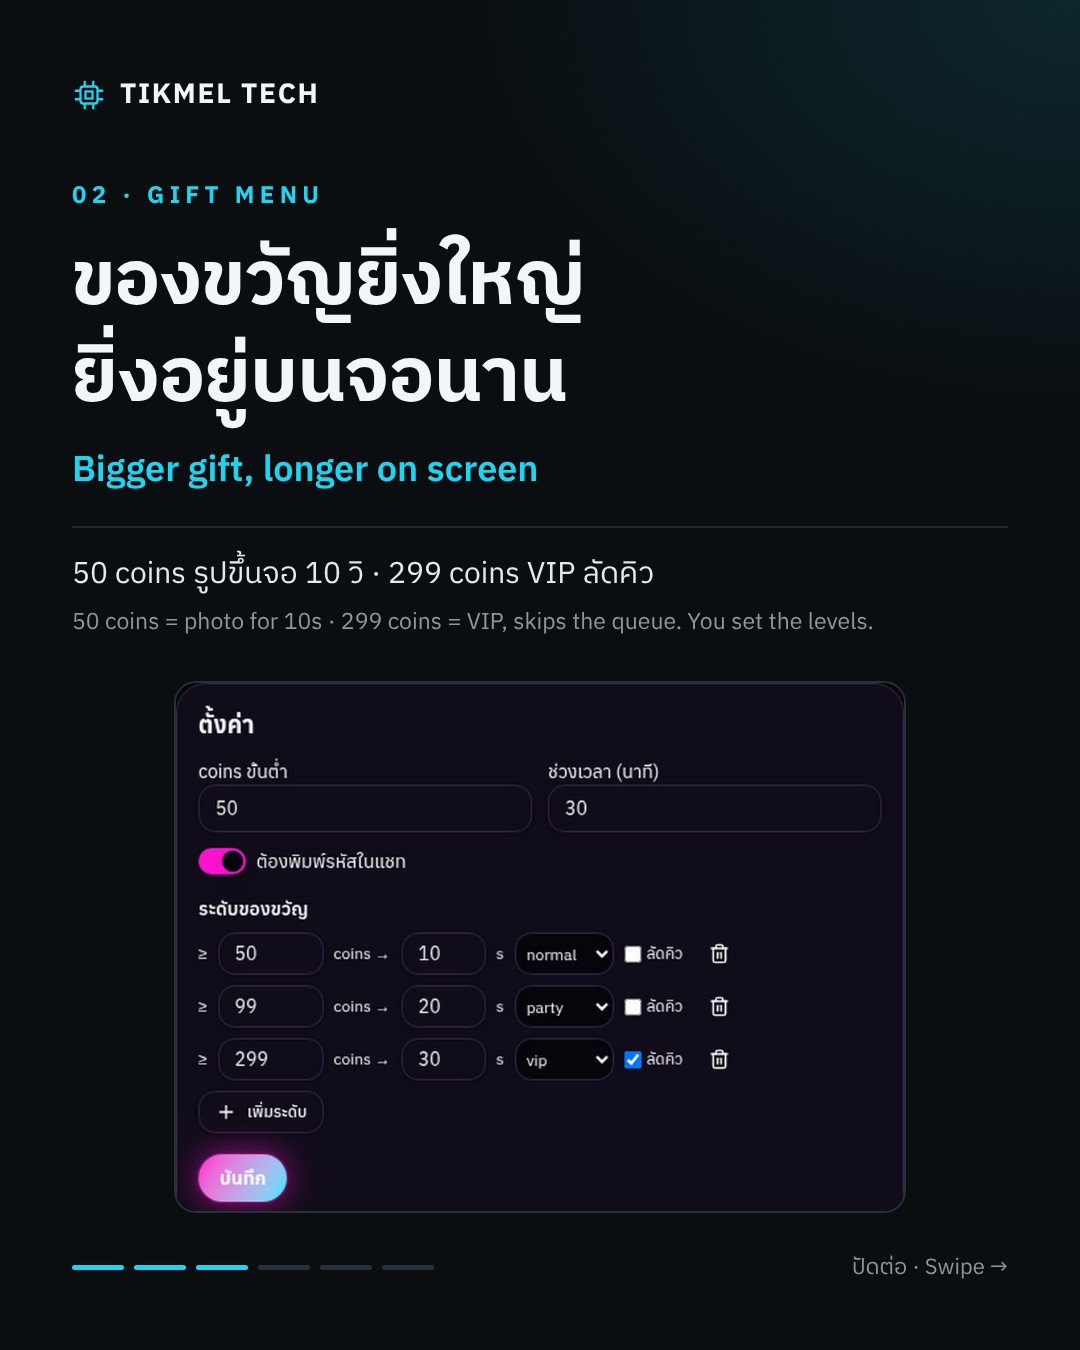 TIKMEL TECH
02 · GIFT MENU
ของขวัญยิ่งใหญ่
ยิ่งอยู่บนจอนาน
Bigger gift, longer on screen
50 coins รูปขึ้นจอ 10 วิ · 299 coins VIP ลัดคิว
50 coins = photo for 10s · 299 coins = VIP, skips the queue. You set the levels.
ตั้งค่า
coins ขั้นต่ำ ช่วงเวลา (นาที)
50 30
ต้องพิมพ์รหัสในแชท
ระดับของขวัญ
≥ 50 coins → 10 s normal ลัดคิว
≥ 99 coins → 20 s party ลัดคิว
≥ 299 coins → 30 s vip ลัดคิว
+ เพิ่มระดับ
บันทึก
ปัดต่อ · Swipe →